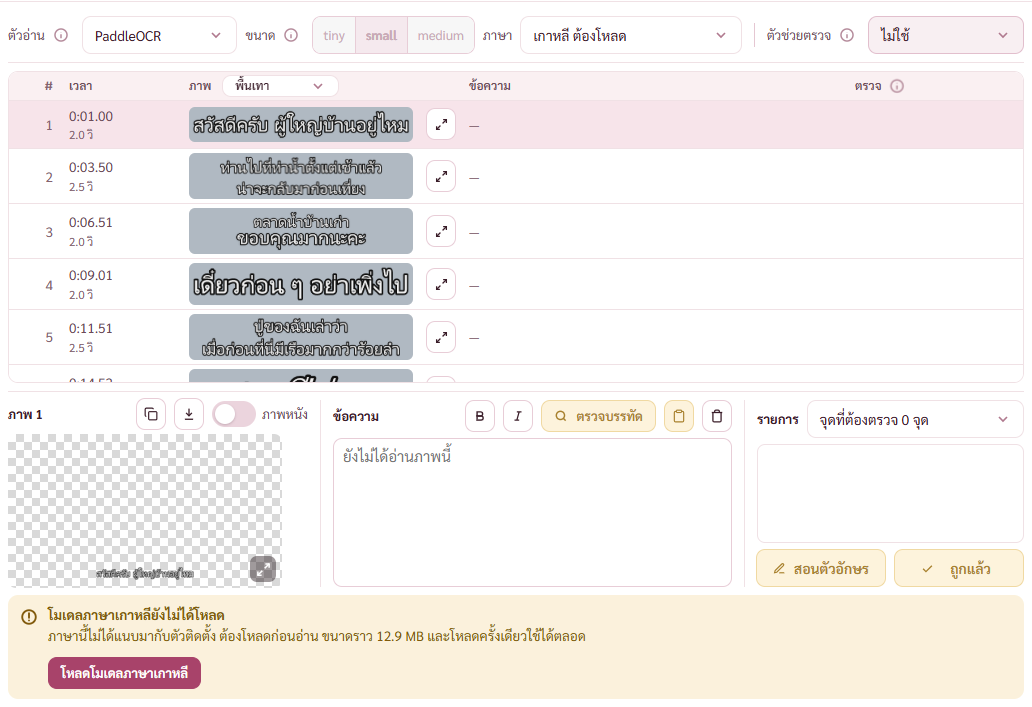 ตัวอ่าน PaddleOCR ขนาด tiny small medium ภาษา เกาหลี ต้องโหลด ตัวช่วยตรวจ ไม่ใช้
# เวลา ภาพ พื้นเทา ข้อความ ตรวจ
1 0:01.00 สวัสดีครับ ผู้ใหญ่บ้านอยู่ไหม —
2.0 วิ
2 0:03.50 ท่านไปที่ท่าน้ำตั้งแต่เช้าแล้ว —
2.5 วิ น่าจะกลับมาก่อนเที่ยง
3 0:06.51 ตลาดน้ำบ้านเก่า —
2.0 วิ ขอบคุณมากนะคะ
4 0:09.01 เดี๋ยวก่อน ๆ อย่าเพิ่งไป —
2.0 วิ
5 0:11.51 ปู่ของฉันเล่าว่า —
2.5 วิ เมื่อก่อนที่นี่มีเรือมากกว่าร้อยลำ
ภาพ 1 ภาพหนัง ข้อความ B I ตรวจบรรทัด รายการ จุดที่ต้องตรวจ 0 จุด
ยังไม่ได้อ่านภาพนี้
สวัสดีครับ ผู้ใหญ่บ้านอยู่ไหม
สอนตัวอักษร ถูกแล้ว
โมเดลภาษาเกาหลียังไม่ได้โหลด
ภาษานี้ไม่ได้แนบมากับตัวติดตั้ง ต้องโหลดก่อนอ่าน ขนาดราว 12.9 MB และโหลดครั้งเดียวใช้ได้ตลอด
โหลดโมเดลภาษาเกาหลี